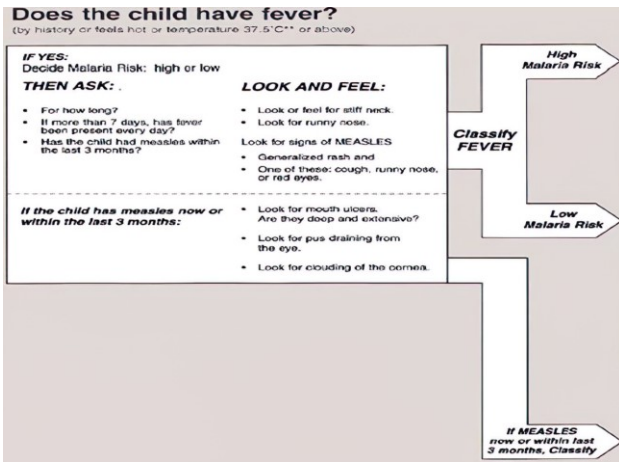 Does the child have fever?
(by history or feels hot or temperature 37.5°C** or above)
IF YES:
Decide Malaria Risk: high or low
THEN ASK: .
• For how long?
• If more than 7 days, has fever
been present every day?
• Has the child had measles within
the last 3 months?
LOOK AND FEEL:
• Look or feel for stiff neck.
• Look for runny nose.
Look for signs of MEASLES
• Generalized rash and
• One of these: cough, runny nose,
or red eyes.
If the child has measles now or
within the last 3 months:
• Look for mouth ulcers.
Are they deep and extensive?
• Look for pus draining from
the eye.
• Look for clouding of the cornea.
Classify
FEVER
High
Malaria Risk
Low
Malaria Risk
If MEASLES
now or within last
3 months, Classify